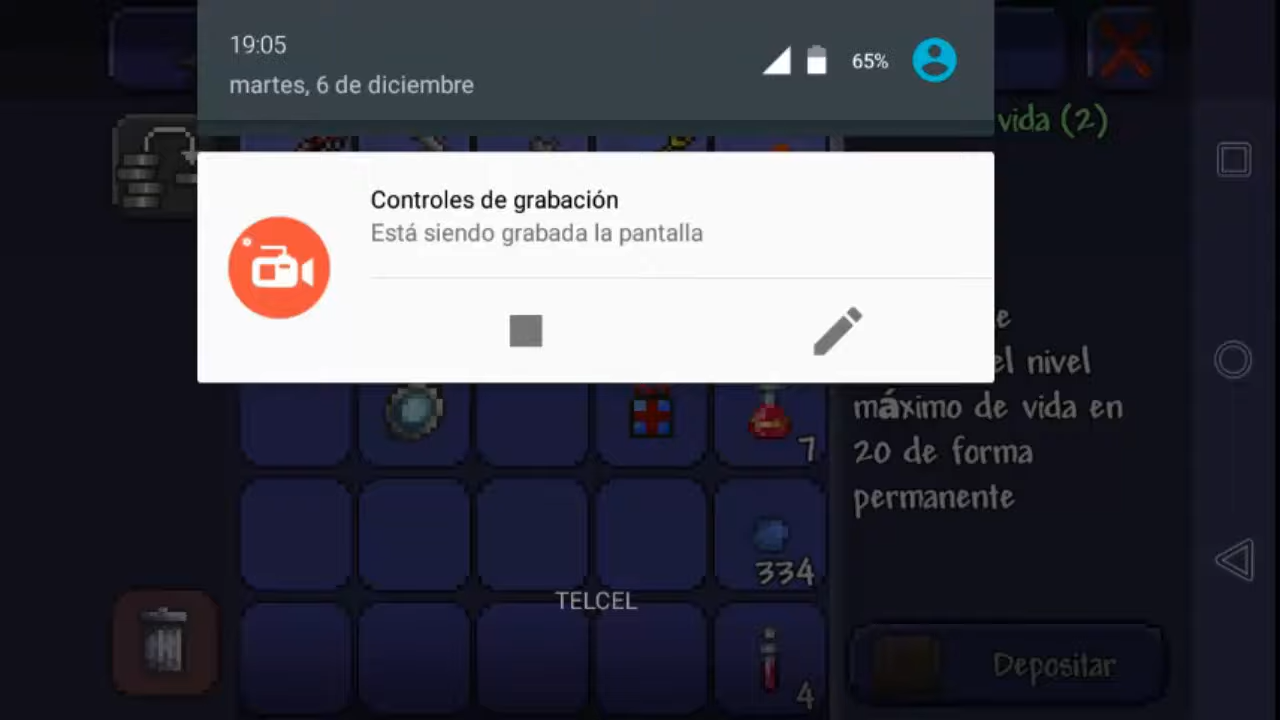 19:05
65%
martes, 6 de diciembre
vida (2)
Controles de grabación
Está siendo grabada la pantalla
el nivel
máximo de vida en
20 de forma
permanente
7
334
TELCEL
4
Depositar